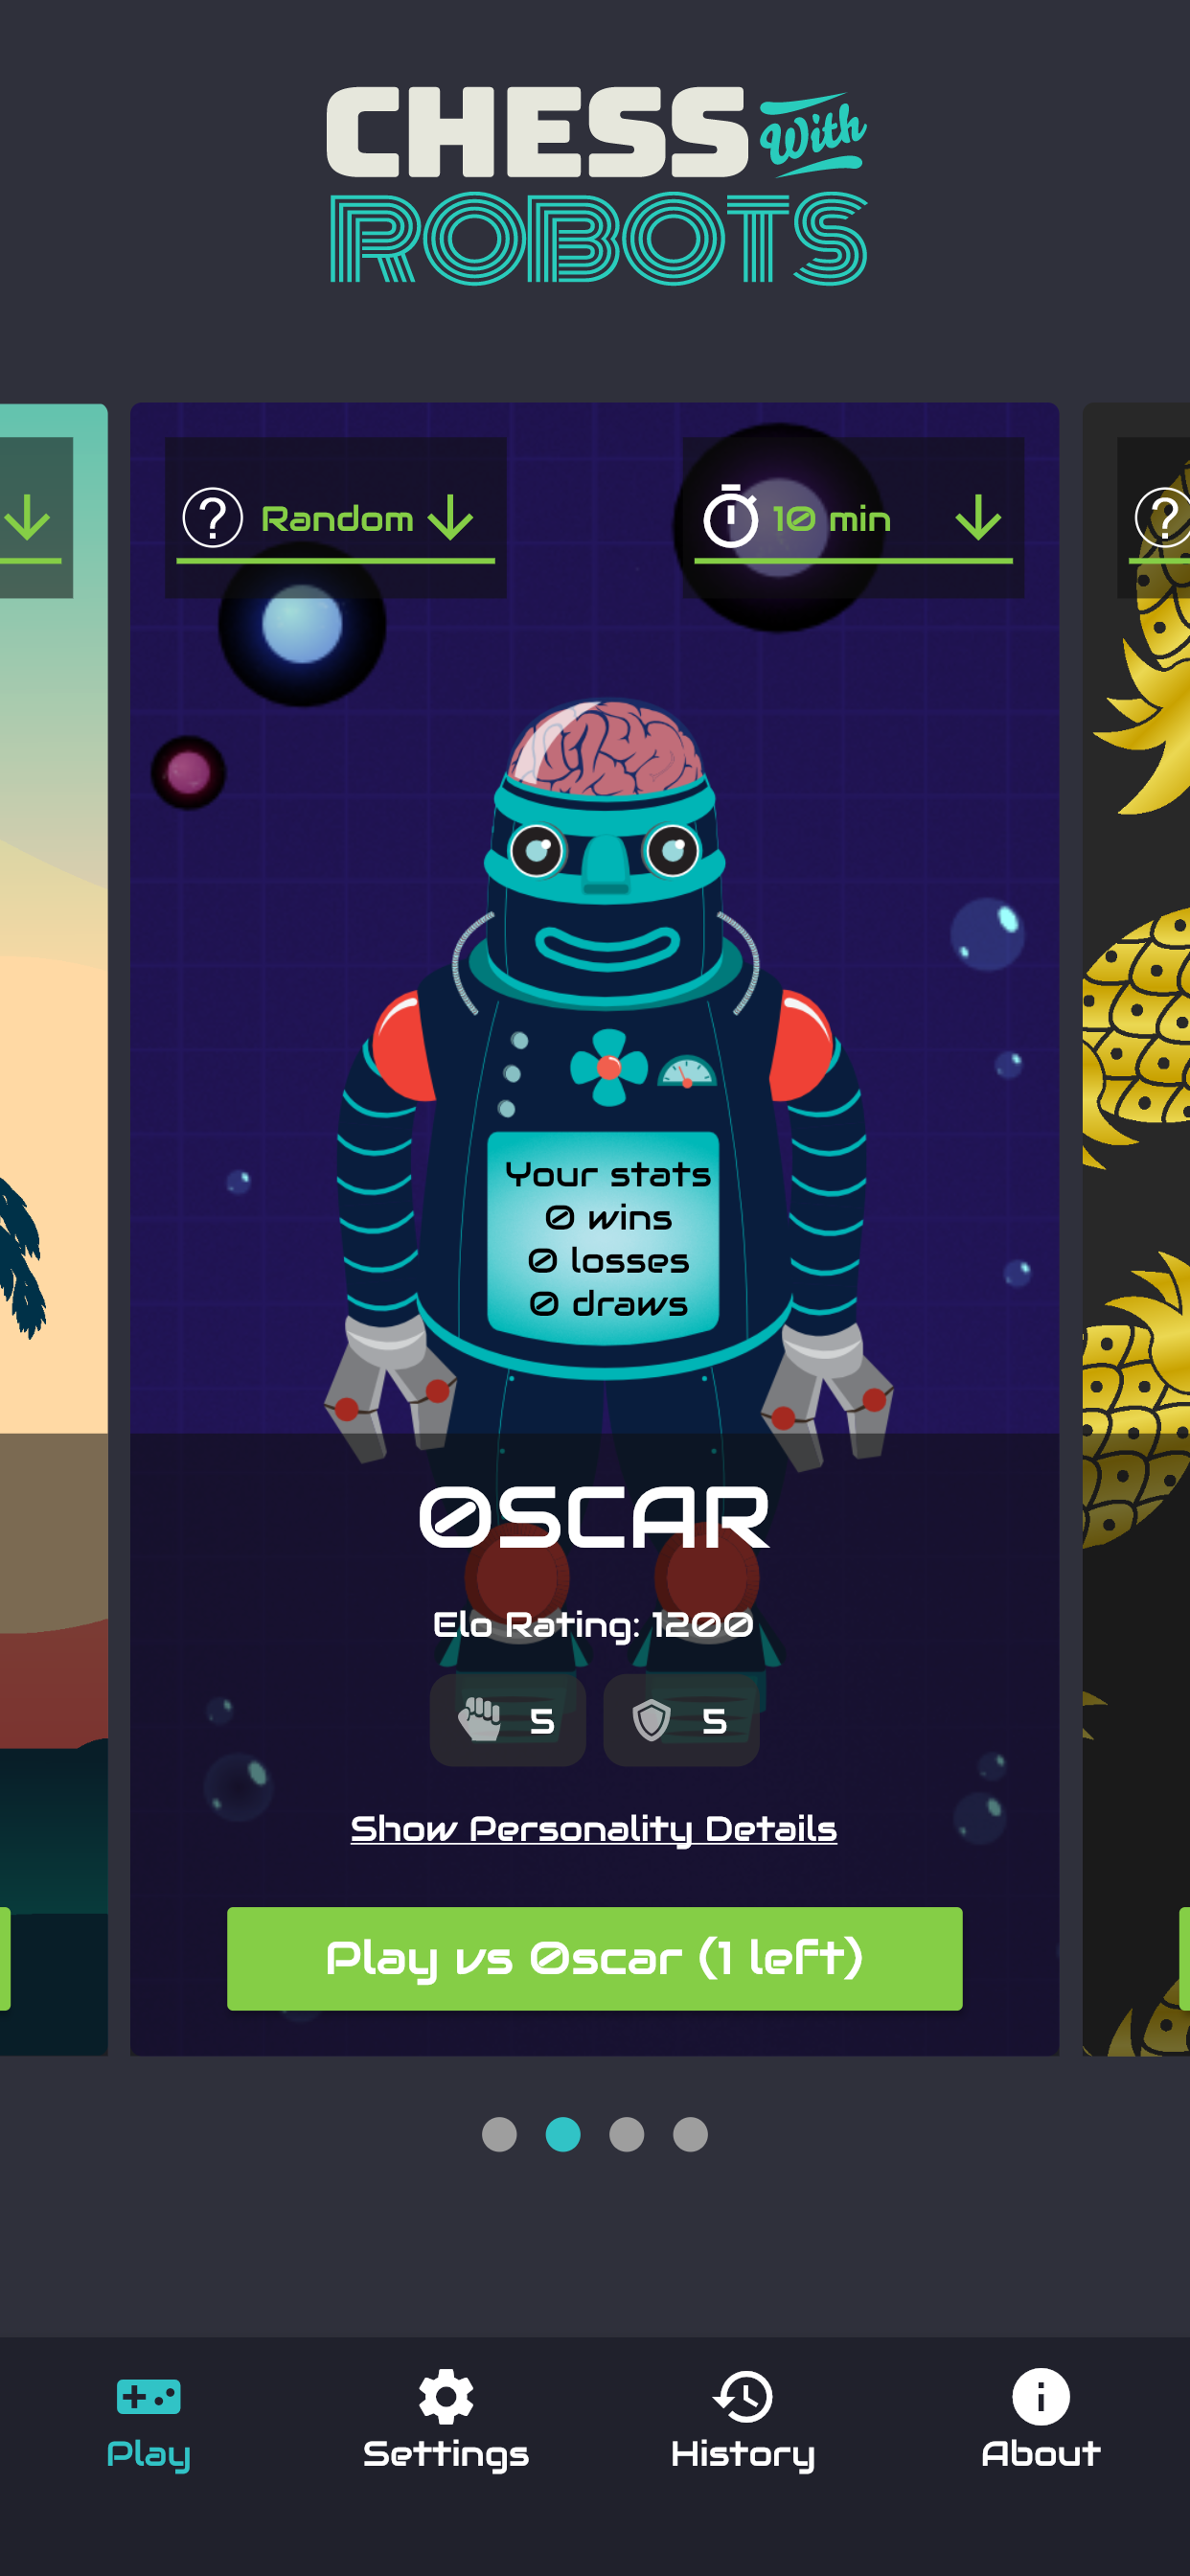 CHESS With
ROBOTS
Random
10 min
Your stats
0 wins
0 losses
0 draws
OSCAR
Elo Rating: 1200
5
5
Show Personality Details
Play vs Oscar (1 left)
Play
Settings
History
About